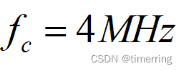 f_c = 4MHz
CSDN @timerring